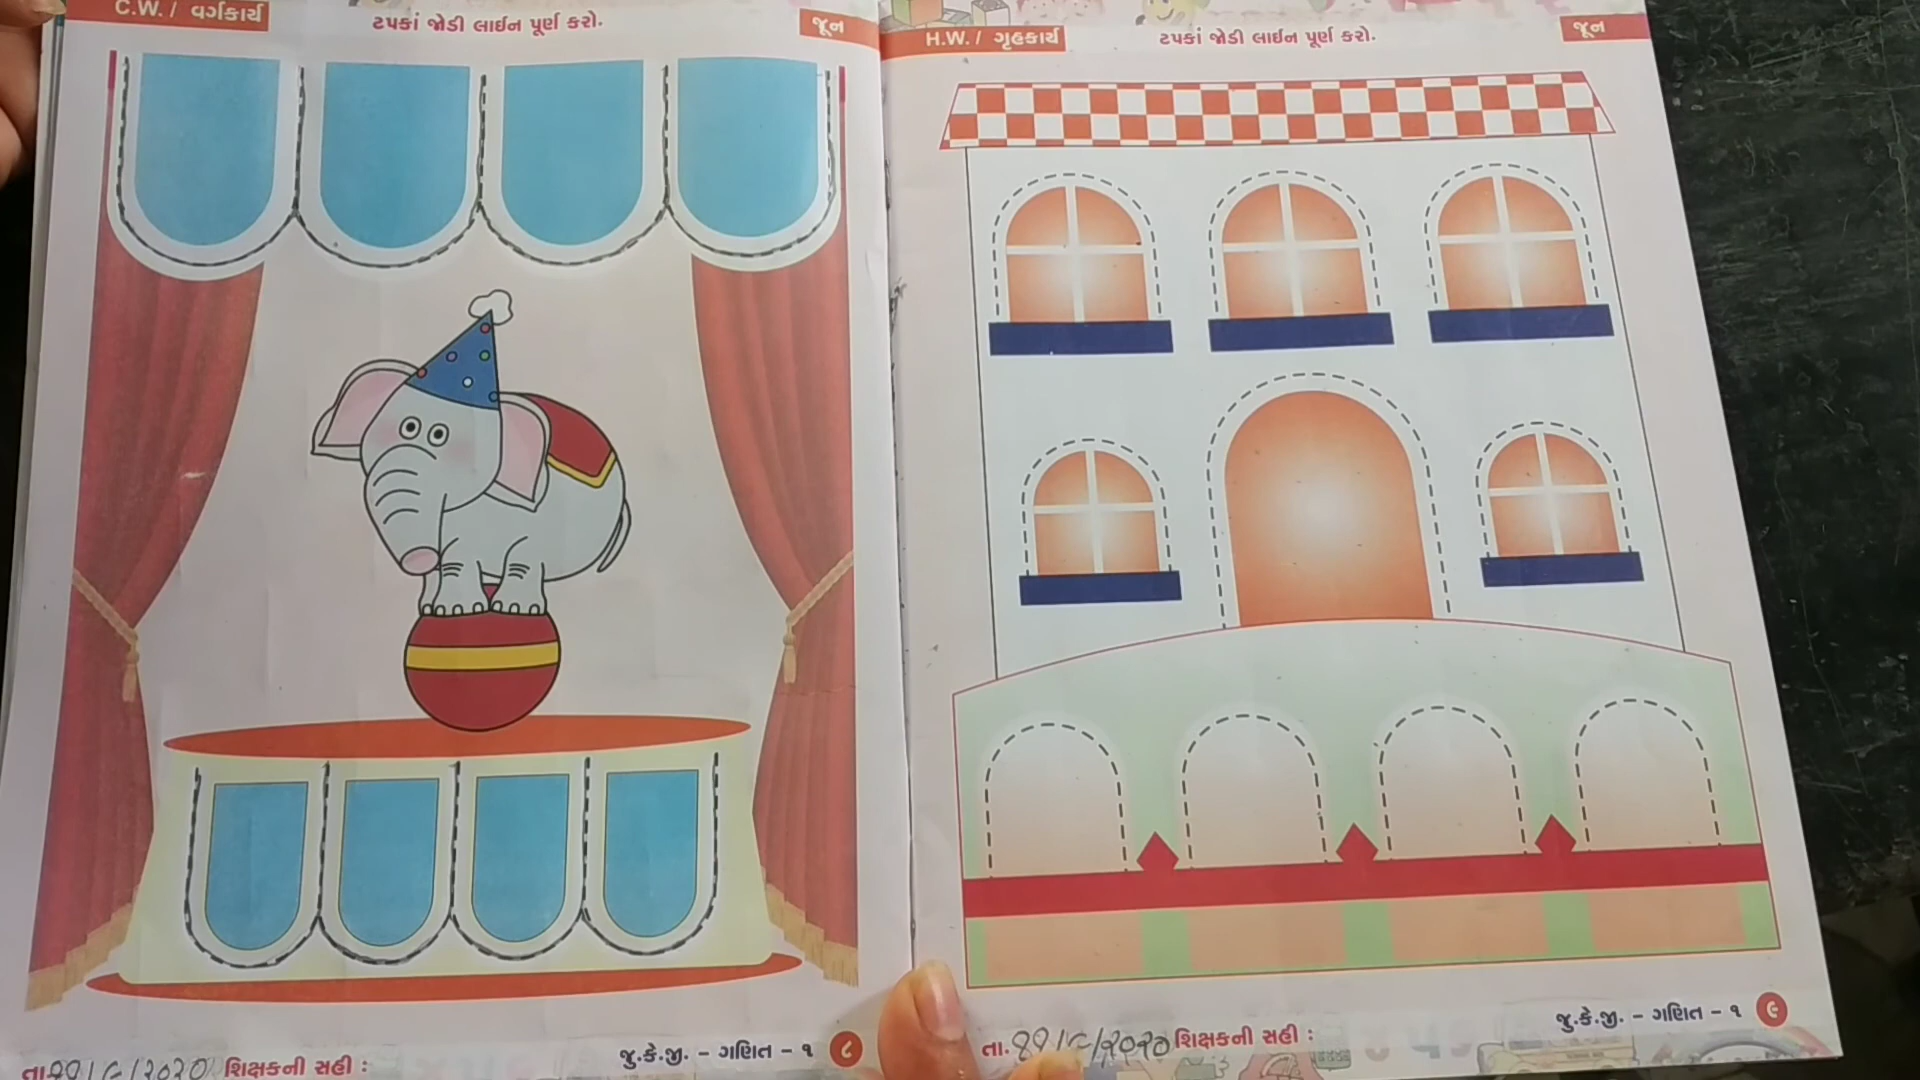 C.W. / વર્ગકાર્ય
ટપકાં જોડી લાઈન પૂર્ણ કરો.
જૂન
તા. શિક્ષકની સહી :
જુ.કે.જી. - ગણિત - ૧ ૮
H.W. / ગૃહકાર્ય
ટપકાં જોડી લાઈન પૂર્ણ કરો.
જૂન
તા. શિક્ષકની સહી :
જુ.કે.જી. - ગણિત - ૧ ૯